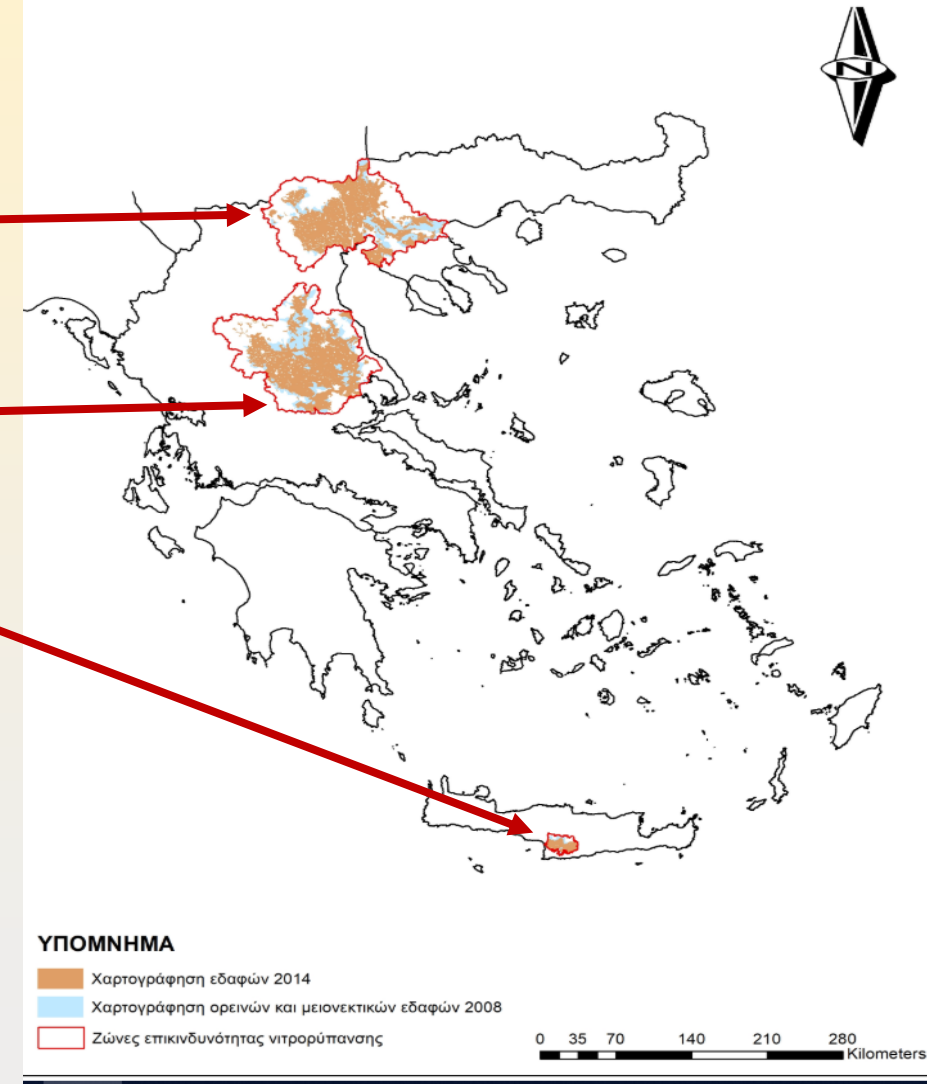 N
ΥΠΟΜΝΗΜΑ
Χαρτογράφηση εδαφών 2014
Χαρτογράφηση ορεινών και μειονεκτικών εδαφών 2008
Ζώνες επικινδυνότητας νιτρορύπανσης
0 35 70 140 210 280
Kilometers